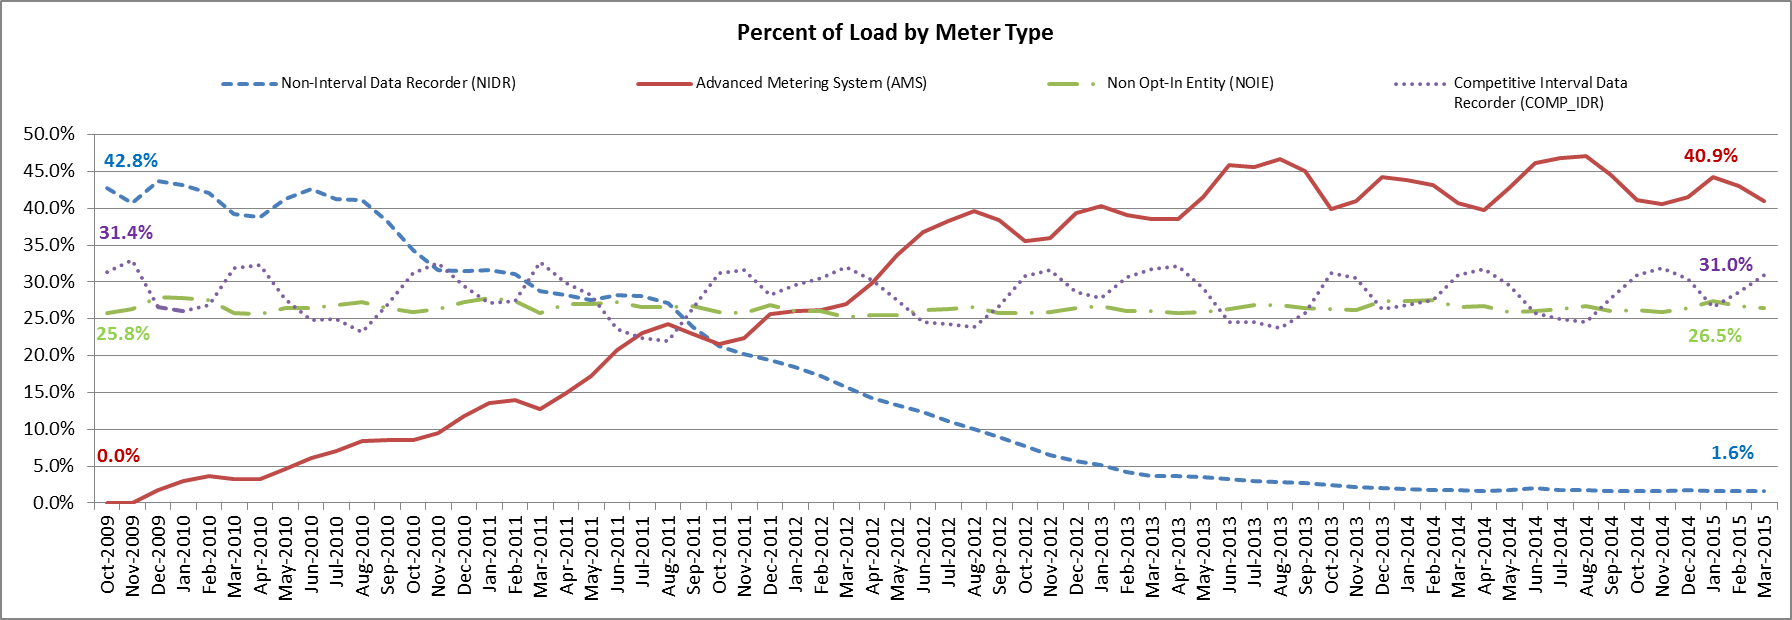 Percent of Load by Meter Type
Non-Interval Data Recorder (NIDR)
Advanced Metering System (AMS)
Non Opt-In Entity (NOIE)
Competitive Interval Data
Recorder (COMP_IDR)
50.0%
45.0%
40.0%
35.0%
30.0%
25.0%
20.0%
15.0%
10.0%
5.0%
0.0%
42.8%
31.4%
25.8%
0.0%
40.9%
31.0%
26.5%
1.6%
Oct-2009
Nov-2009
Dec-2009
Jan-2010
Feb-2010
Mar-2010
Apr-2010
May-2010
Jun-2010
Jul-2010
Aug-2010
Sep-2010
Oct-2010
Nov-2010
Dec-2010
Jan-2011
Feb-2011
Mar-2011
Apr-2011
May-2011
Jun-2011
Jul-2011
Aug-2011
Sep-2011
Oct-2011
Nov-2011
Dec-2011
Jan-2012
Feb-2012
Mar-2012
Apr-2012
May-2012
Jun-2012
Jul-2012
Aug-2012
Sep-2012
Oct-2012
Nov-2012
Dec-2012
Jan-2013
Feb-2013
Mar-2013
Apr-2013
May-2013
Jun-2013
Jul-2013
Aug-2013
Sep-2013
Oct-2013
Nov-2013
Dec-2013
Jan-2014
Feb-2014
Mar-2014
Apr-2014
May-2014
Jun-2014
Jul-2014
Aug-2014
Sep-2014
Oct-2014
Nov-2014
Dec-2014
Jan-2015
Feb-2015
Mar-2015